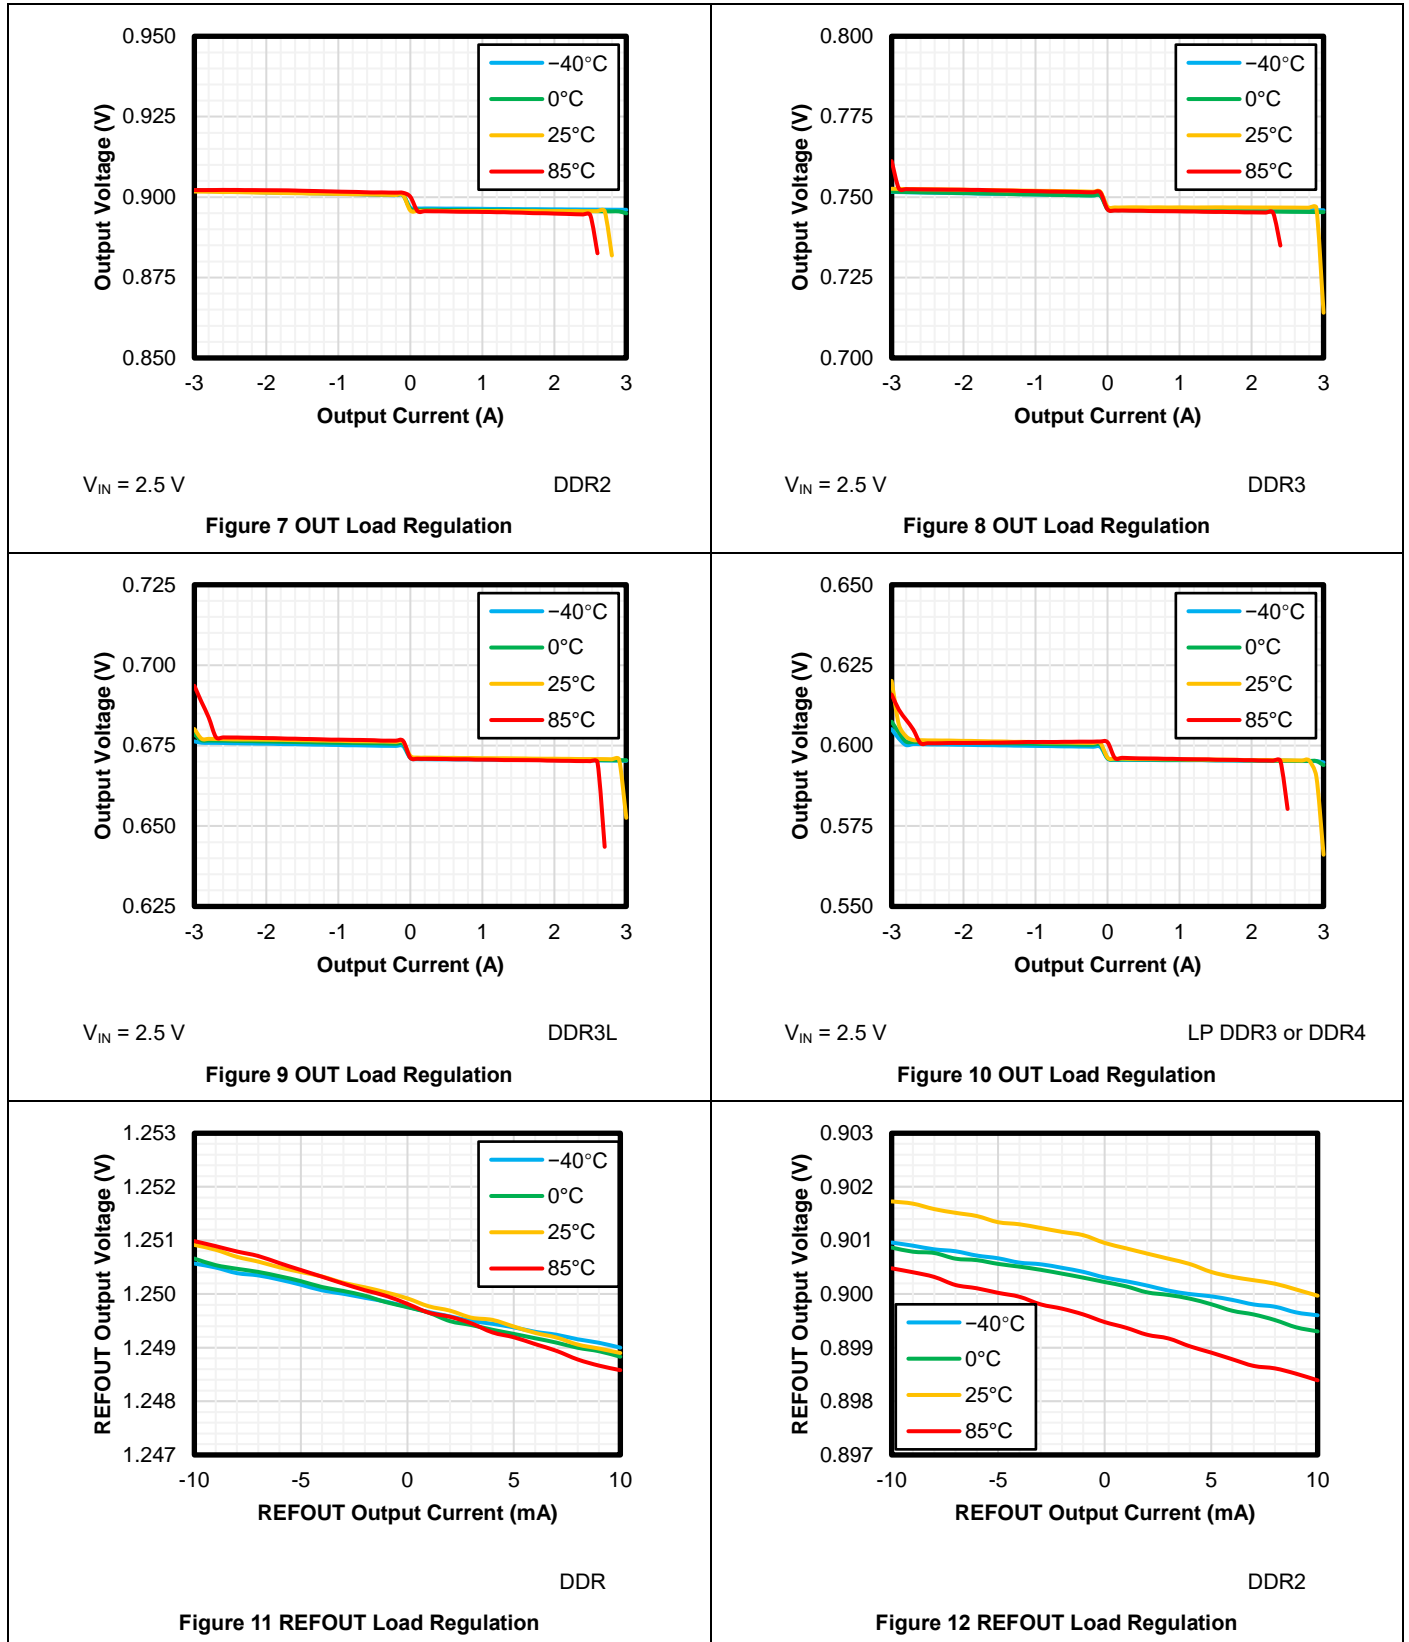 0.950
0.925
0.900
0.875
0.850
Output Voltage (V)
−40°C
0°C
25°C
85°C
-3 -2 -1 0 1 2 3
Output Current (A)
V_IN = 2.5 V DDR2
Figure 7 OUT Load Regulation
0.800
0.775
0.750
0.725
0.700
Output Voltage (V)
−40°C
0°C
25°C
85°C
-3 -2 -1 0 1 2 3
Output Current (A)
V_IN = 2.5 V DDR3
Figure 8 OUT Load Regulation
0.725
0.700
0.675
0.650
0.625
Output Voltage (V)
−40°C
0°C
25°C
85°C
-3 -2 -1 0 1 2 3
Output Current (A)
V_IN = 2.5 V DDR3L
Figure 9 OUT Load Regulation
0.650
0.625
0.600
0.575
0.550
Output Voltage (V)
−40°C
0°C
25°C
85°C
-3 -2 -1 0 1 2 3
Output Current (A)
V_IN = 2.5 V LP DDR3 or DDR4
Figure 10 OUT Load Regulation
1.253
1.252
1.251
1.250
1.249
1.248
1.247
REFOUT Output Voltage (V)
−40°C
0°C
25°C
85°C
-10 -5 0 5 10
REFOUT Output Current (mA)
DDR
Figure 11 REFOUT Load Regulation
0.903
0.902
0.901
0.900
0.899
0.898
0.897
REFOUT Output Voltage (V)
−40°C
0°C
25°C
85°C
-10 -5 0 5 10
REFOUT Output Current (mA)
DDR2
Figure 12 REFOUT Load Regulation